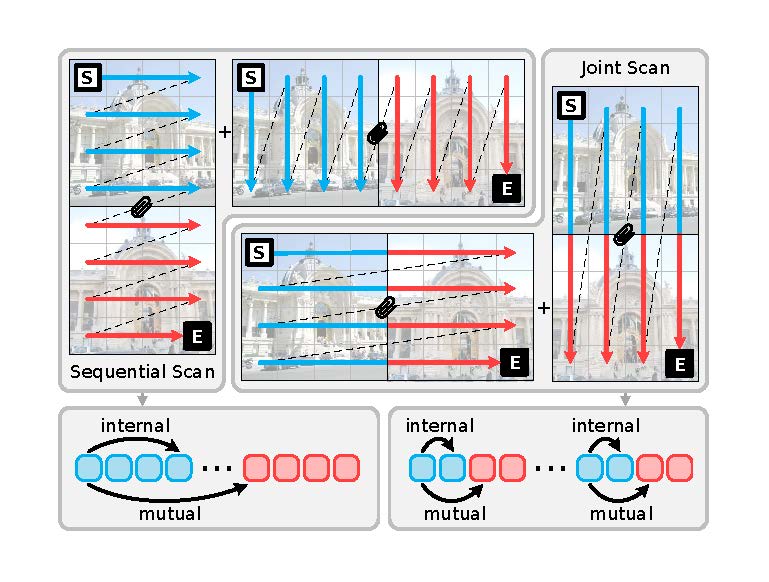 S
S
+
E
Joint Scan
S
S
+
E
E
E
Sequential Scan
internal
...
mutual
internal
internal
...
mutual
mutual